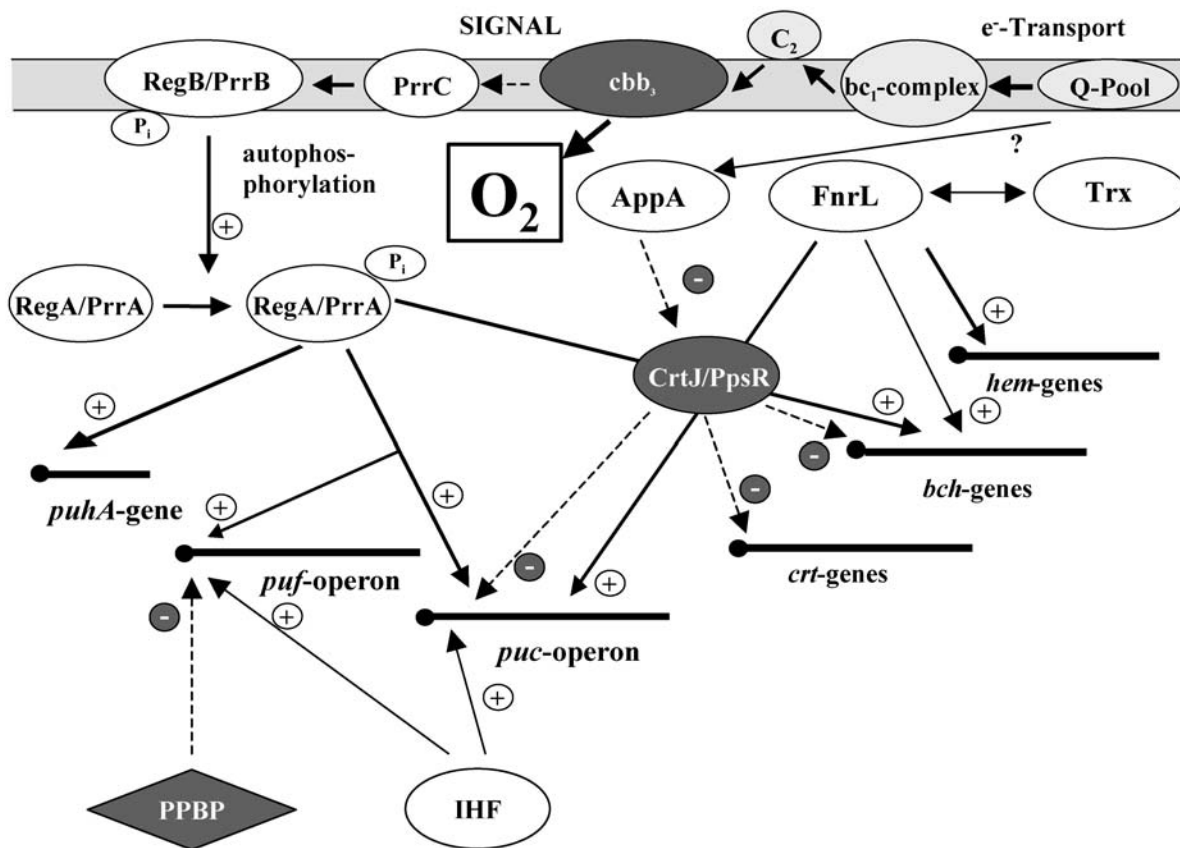 SIGNAL
e⁻-Transport
C₂
RegB/PrrB
PrrC
cbb₃
bc₁-complex
Q-Pool
Pᵢ
autophos-
phorylation
O₂
?
AppA
FnrL
Trx
+
-
Pᵢ
RegA/PrrA
RegA/PrrA
+
CrtJ/PpsR
hem-genes
+
+
+
-
bch-genes
-
puhA-gene
+
+
-
+
crt-genes
puf-operon
-
+
puc-operon
+
PPBP
IHF